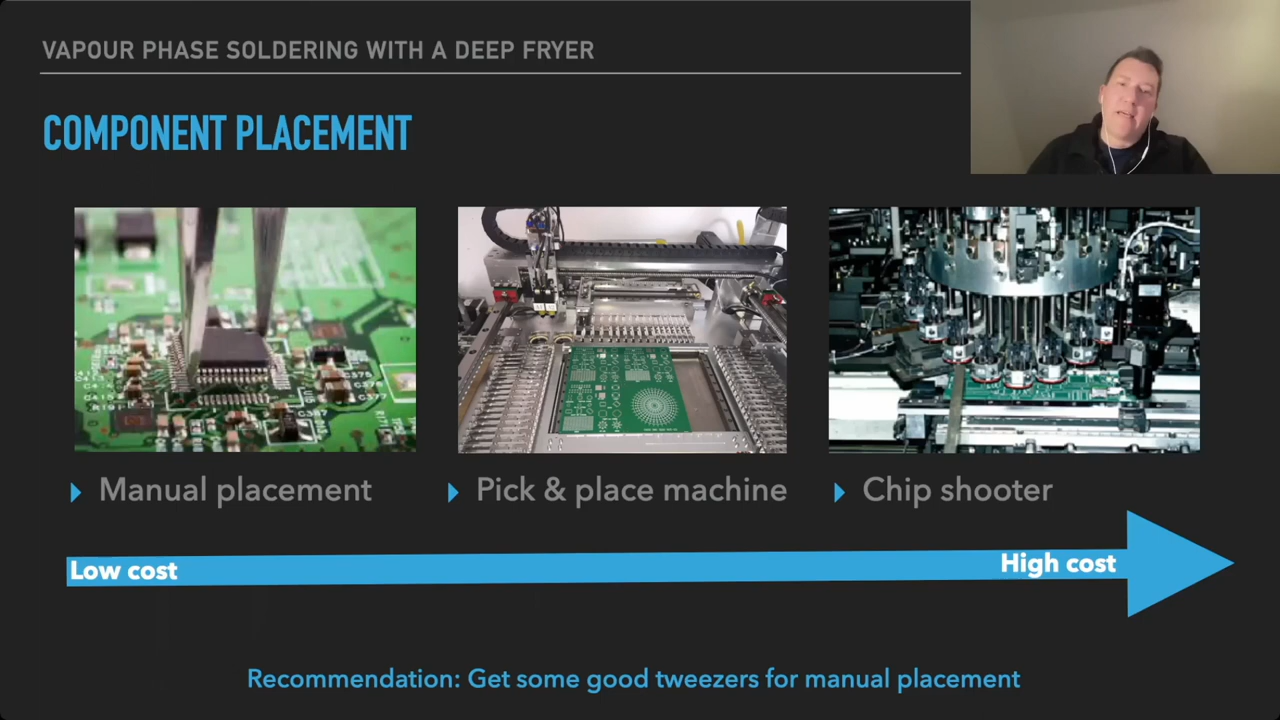 VAPOUR PHASE SOLDERING WITH A DEEP FRYER
COMPONENT PLACEMENT
Manual placement
Pick & place machine
Chip shooter
Low cost
High cost
Recommendation: Get some good tweezers for manual placement